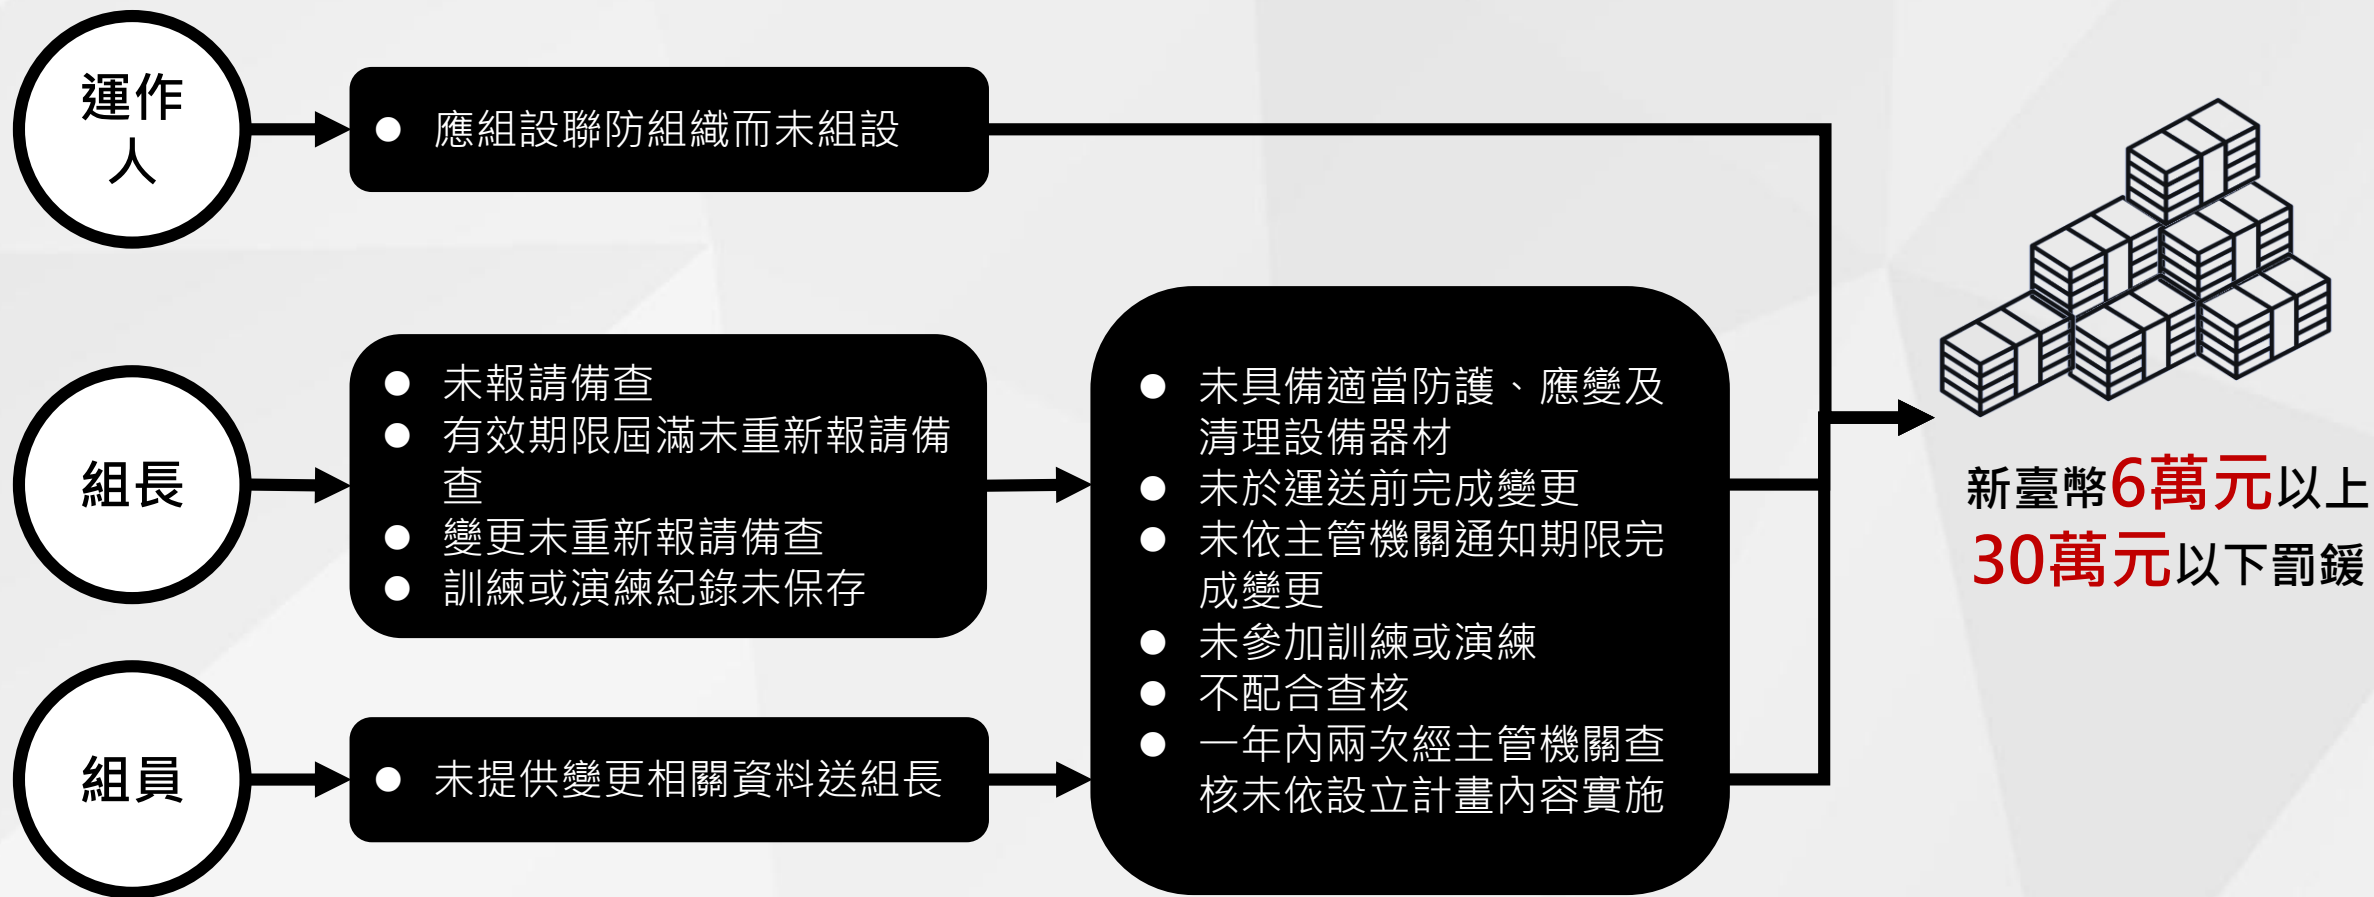 運作
人
● 應組設聯防組織而未組設
組長
● 未報請備查
● 有效期限屆滿未重新報請備
查
● 變更未重新報請備查
● 訓練或演練紀錄未保存
組員
● 未提供變更相關資料送組長
● 未具備適當防護、應變及
清理設備器材
● 未於運送前完成變更
● 未依主管機關通知期限完
成變更
● 未參加訓練或演練
● 不配合查核
● 一年內兩次經主管機關查
核未依設立計畫內容實施
新臺幣6萬元以上
30萬元以下罰鍰